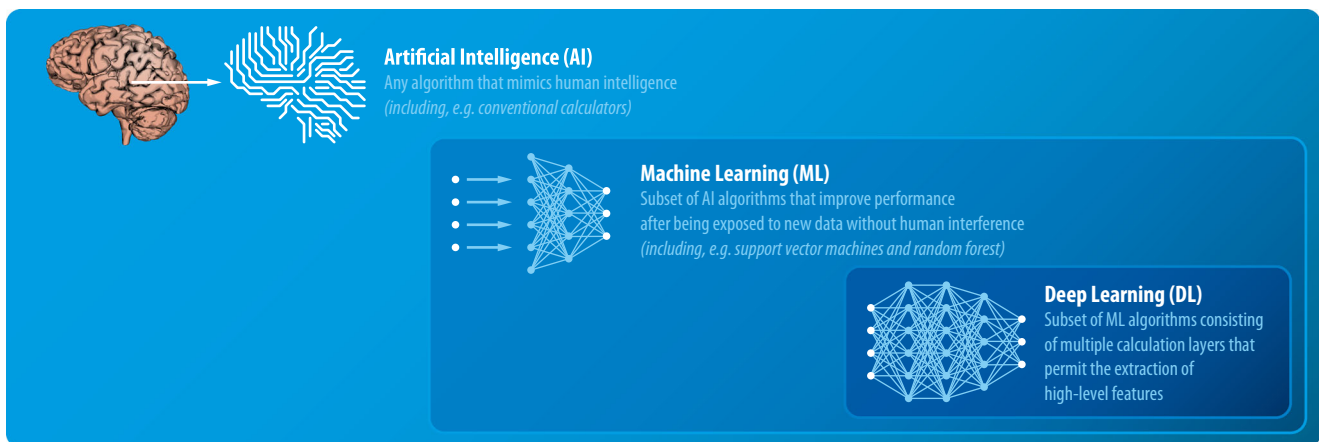 Artificial Intelligence (AI)
Any algorithm that mimics human intelligence
(including, e.g. conventional calculators)
Machine Learning (ML)
Subset of AI algorithms that improve performance
after being exposed to new data without human interference
(including, e.g. support vector machines and random forest)
Deep Learning (DL)
Subset of ML algorithms consisting
of multiple calculation layers that
permit the extraction of
high-level features